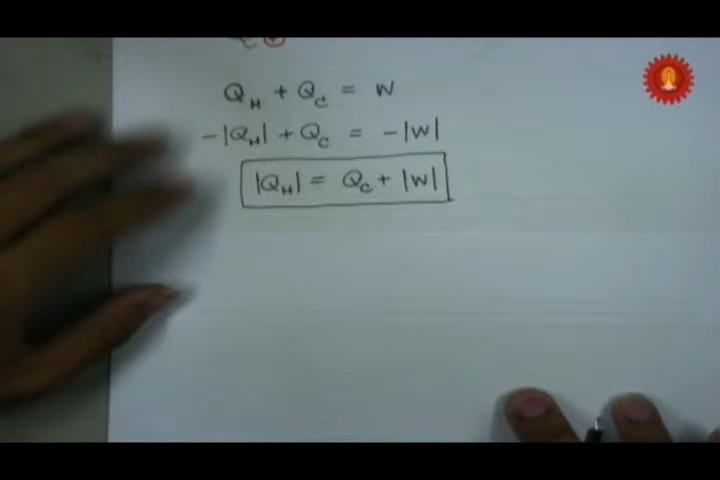 Q_H + Q_C = W
-|Q_H| + Q_C = -|W|
|Q_H| = Q_C + |W|